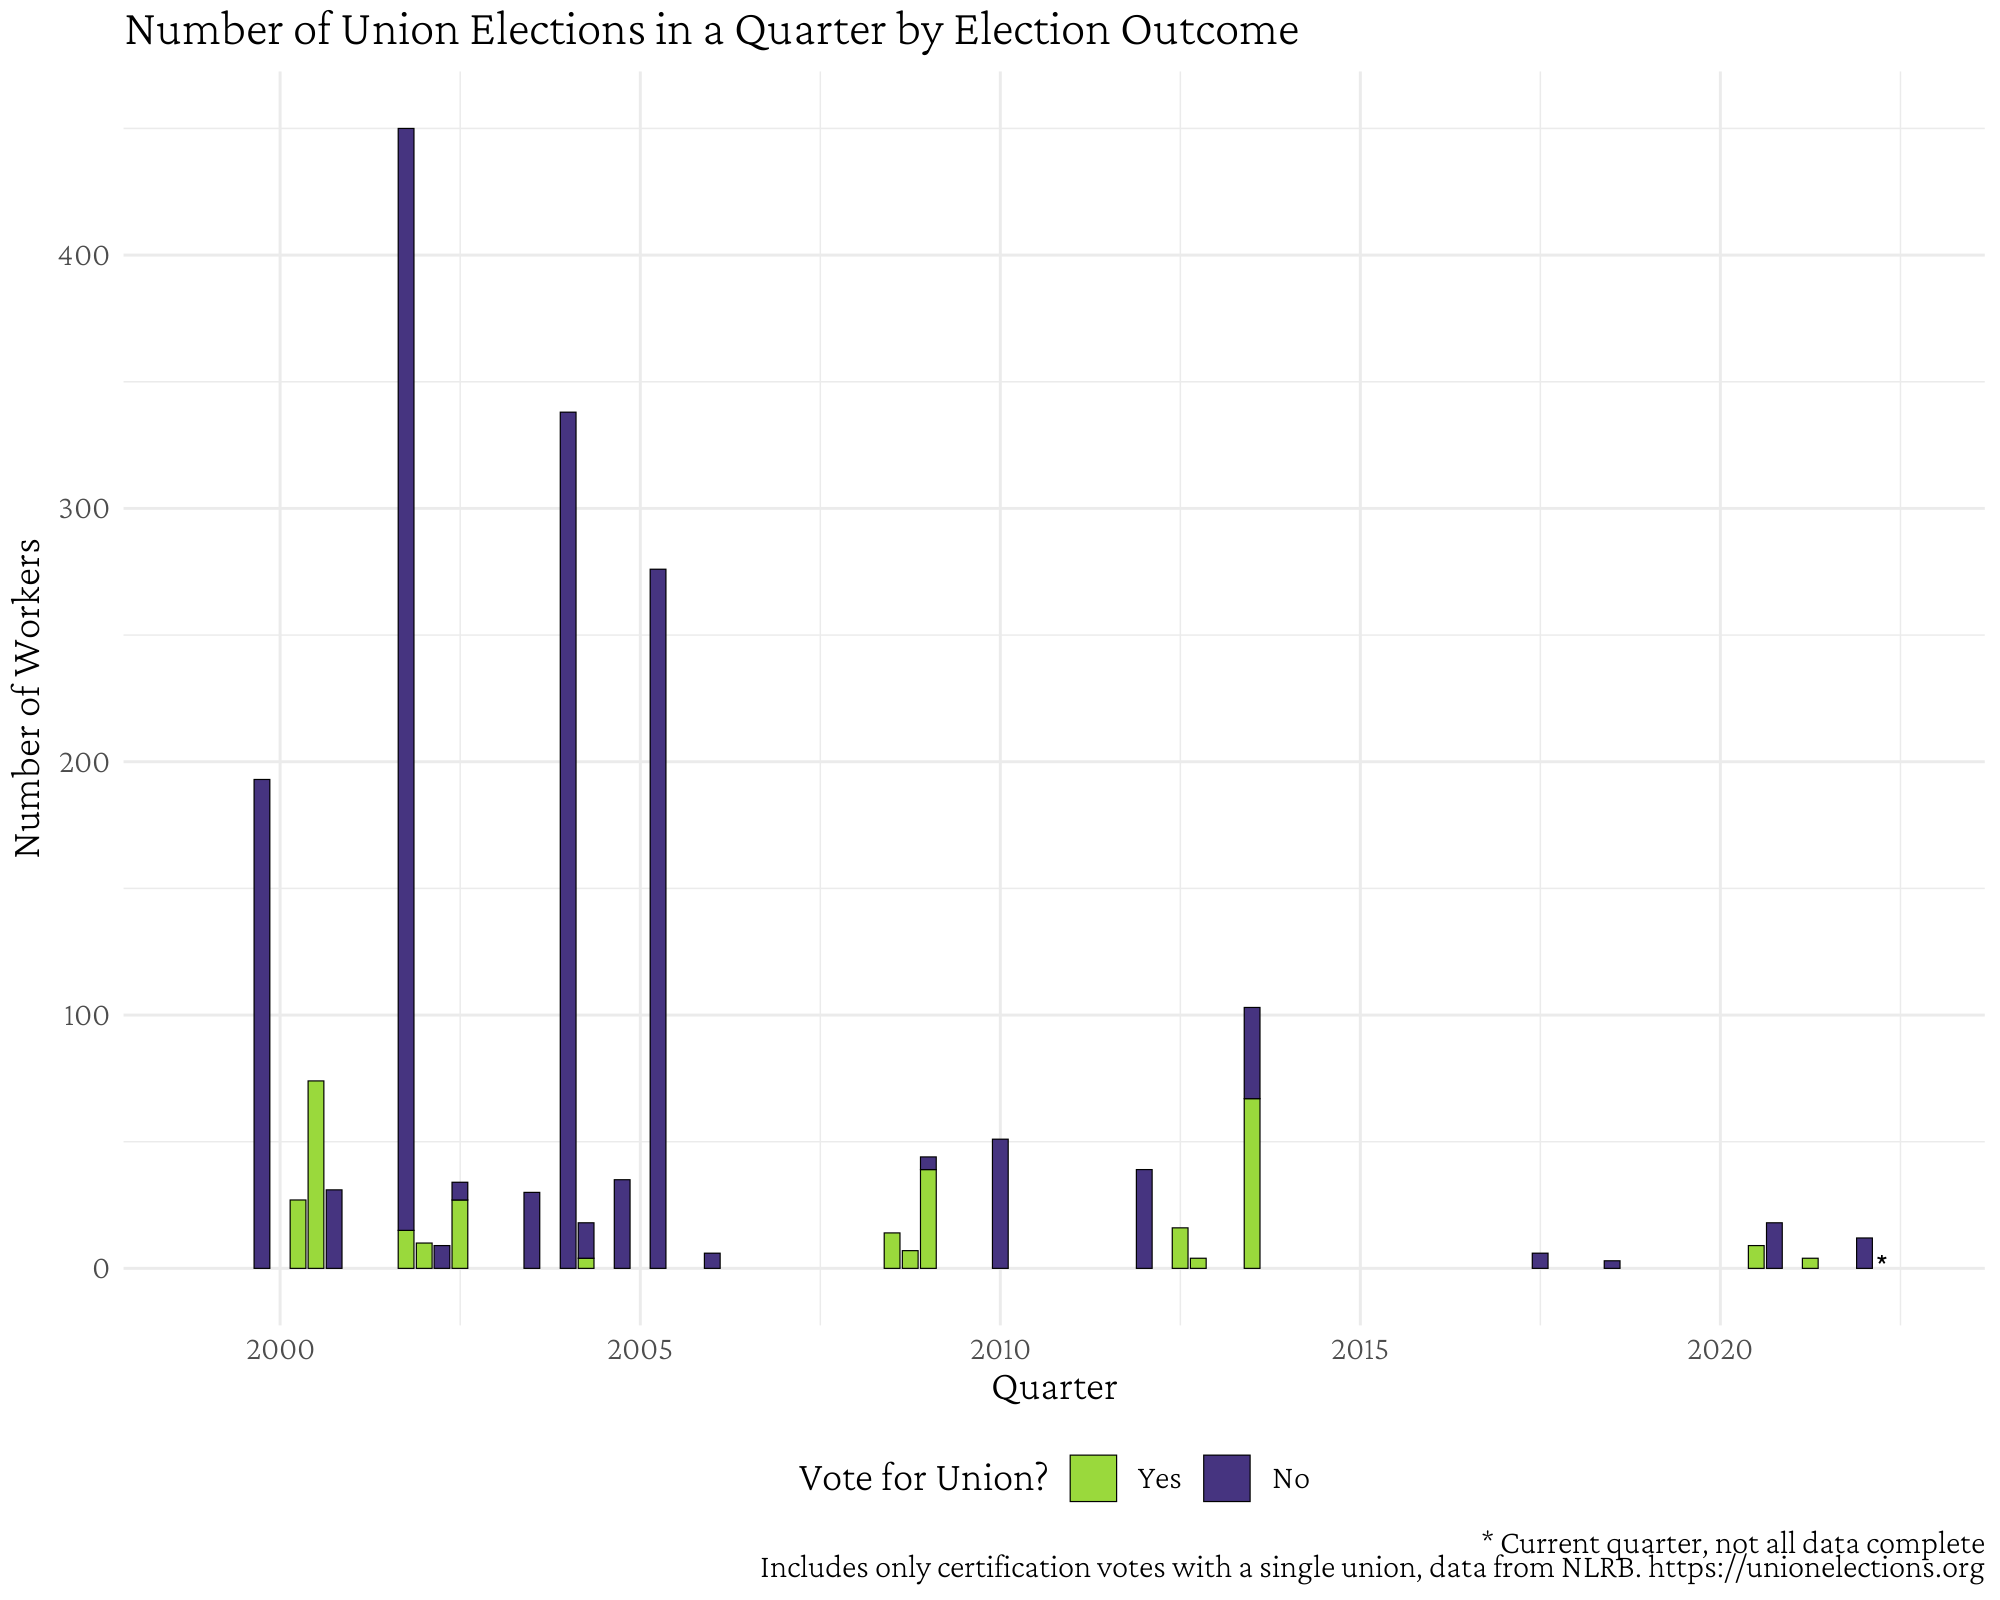 Number of Union Elections in a Quarter by Election Outcome
Number of Workers
400
300
200
100
0
*
2000 2005 2010 2015 2020
Quarter
Vote for Union? Yes No
* Current quarter, not all data complete
Includes only certification votes with a single union, data from NLRB. https://unionelections.org